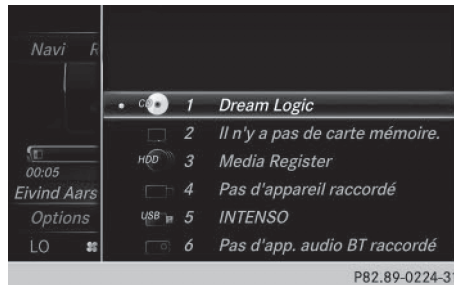 Navi R
CD 1 Dream Logic
2 Il n'y a pas de carte mémoire.
HDD 3 Media Register
00:05
4 Pas d'appareil raccordé
Eivind Aars
USB 5 INTENSO
Options
6 Pas d'app. audio BT raccordé
LO
P82.89-0224-31